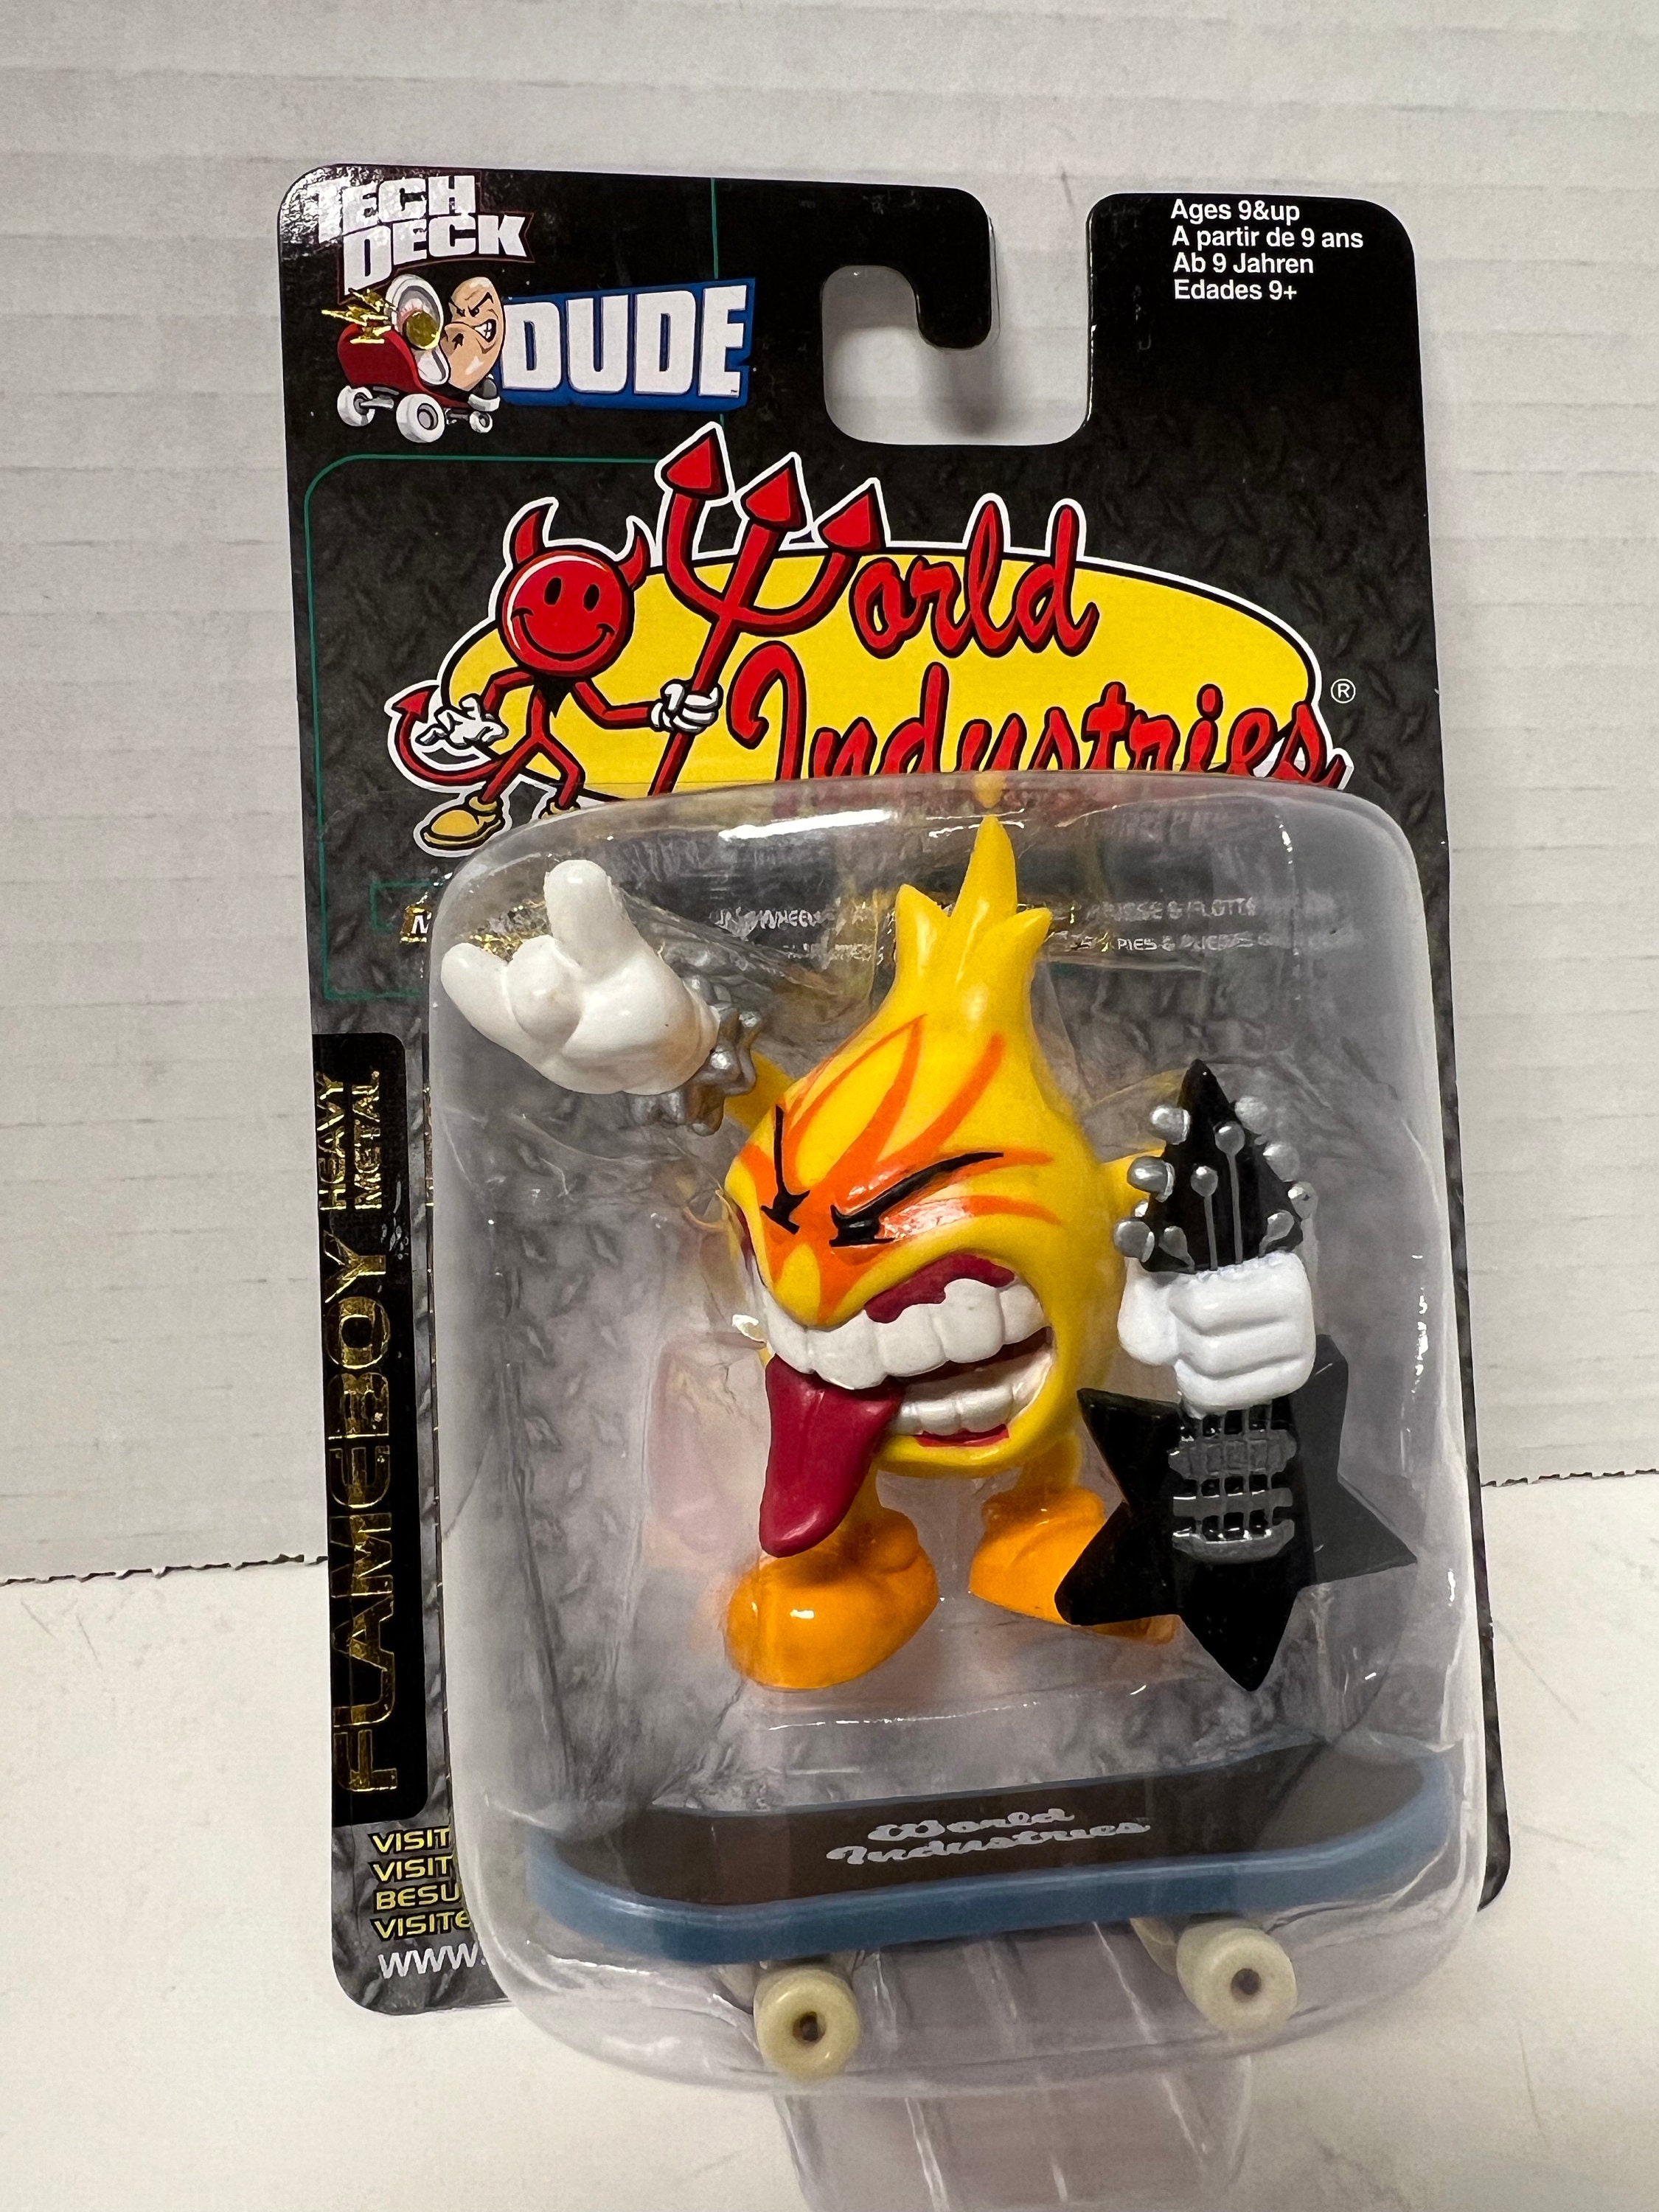 TECH
DECK
DUDE
Ages 9&up
A partir de 9 ans
Ab 9 Jahren
Edades 9+
World
Industries®
HEAVY
METAL
FLAMEBOY
World
Industries
VISIT
VISIT
BESU
VISITE
WWW.